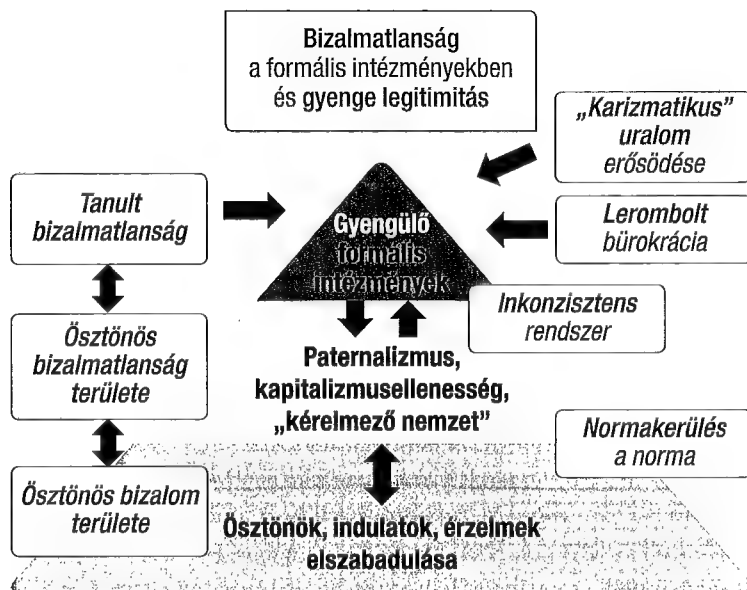 Bizalmatlanság
a formális intézményekben
és gyenge legitimitás
„Karizmatikus”
uralom
erősödése
Tanult
bizalmatlanság
Gyengülő
formális
intézmények
Lerombolt
bürokrácia
Inkonzisztens
rendszer
Ösztönös
bizalmatlanság
területe
Paternalizmus,
kapitalizmusellenesség,
„kérelmező nemzet”
Normakerülés
a norma
Ösztönös bizalom
területe
Ösztönök, indulatok, érzelmek
elszabadulása